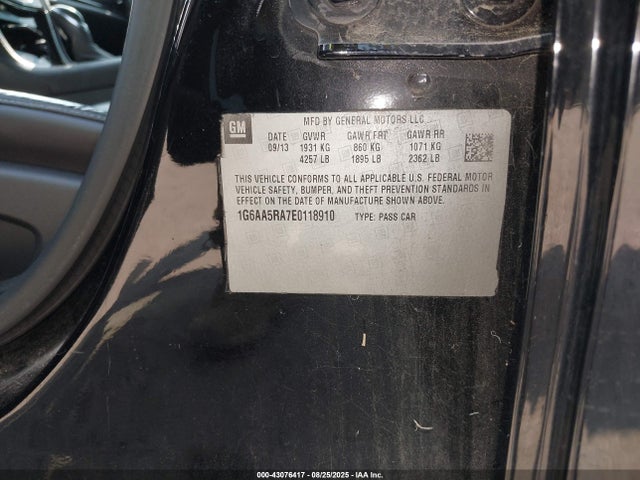 GM
MFD BY GENERAL MOTORS LLC
DATE GVWR GAWR FRT GAWR RR
09/13 1931 KG 860 KG 1071 KG
4257 LB 1895 LB 2362 LB
THIS VEHICLE CONFORMS TO ALL APPLICABLE U.S. FEDERAL MOTOR
VEHICLE SAFETY, BUMPER, AND THEFT PREVENTION STANDARDS IN
EFFECT ON THE DATE OF MANUFACTURE SHOWN ABOVE.
1G6AA5RA7E0118910 TYPE: PASS CAR
000-43076417 - 08/25/2025 - IAA Inc.